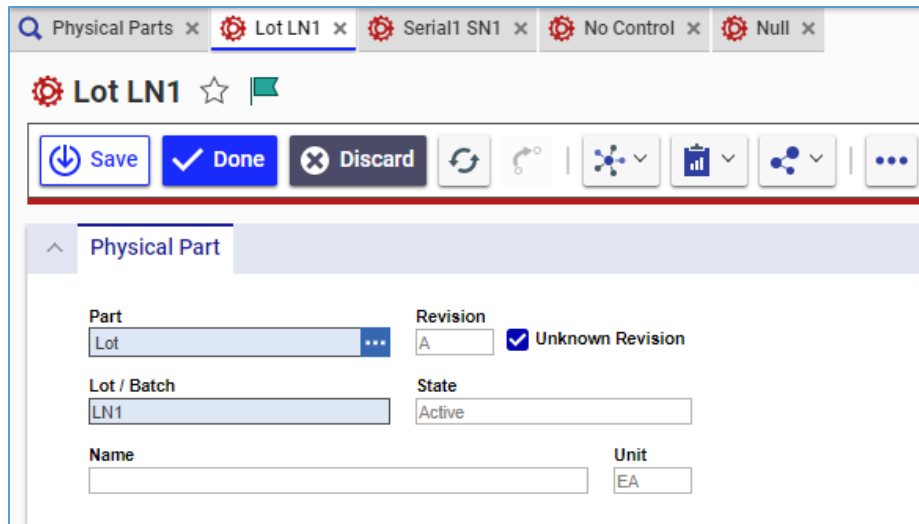 Physical Parts Lot LN1 Serial1 SN1 No Control Null
Lot LN1
Save Done Discard
Physical Part
Part Revision
Lot A Unknown Revision
Lot / Batch State
LN1 Active
Name Unit
EA